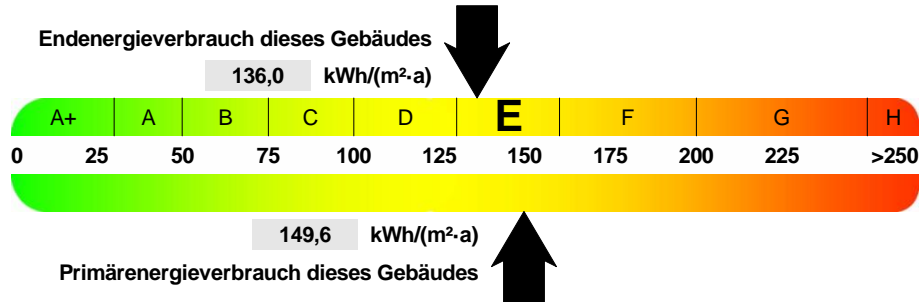 Endenergieverbrauch dieses Gebäudes
136,0 kWh/(m²·a)
A+ A B C D E F G H
0 25 50 75 100 125 150 175 200 225 >250
149,6 kWh/(m²·a)
Primärenergieverbrauch dieses Gebäudes